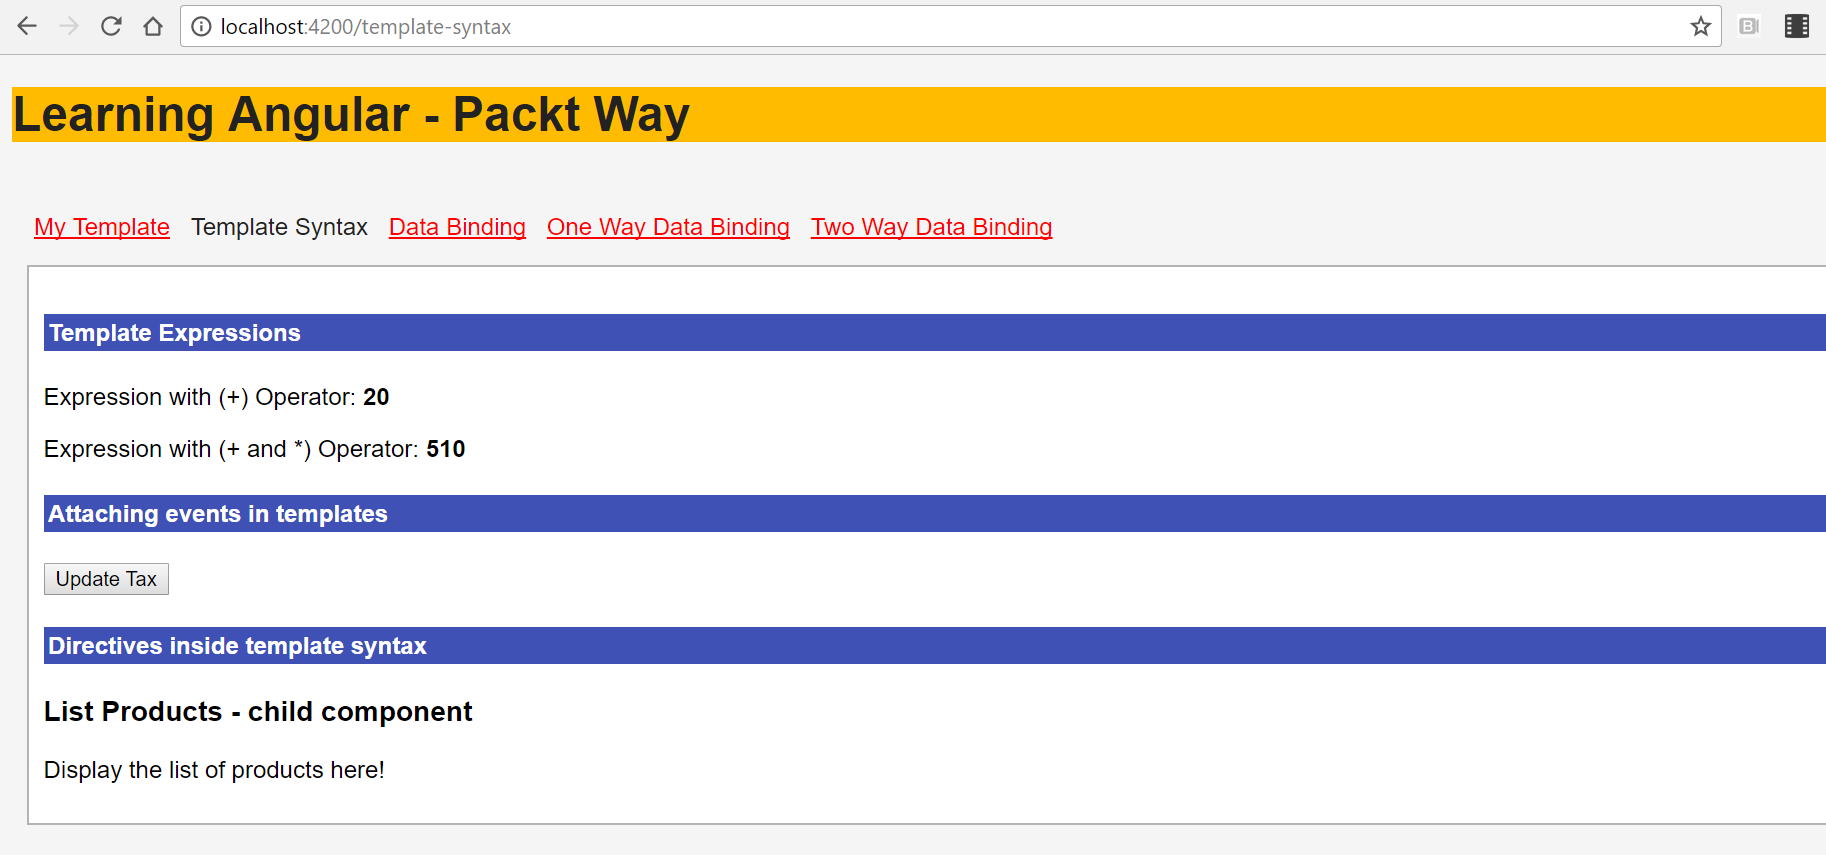 localhost:4200/template-syntax
Learning Angular - Packt Way
My Template Template Syntax Data Binding One Way Data Binding Two Way Data Binding
Template Expressions
Expression with (+) Operator: 20
Expression with (+ and *) Operator: 510
Attaching events in templates
Update Tax
Directives inside template syntax
List Products - child component
Display the list of products here!